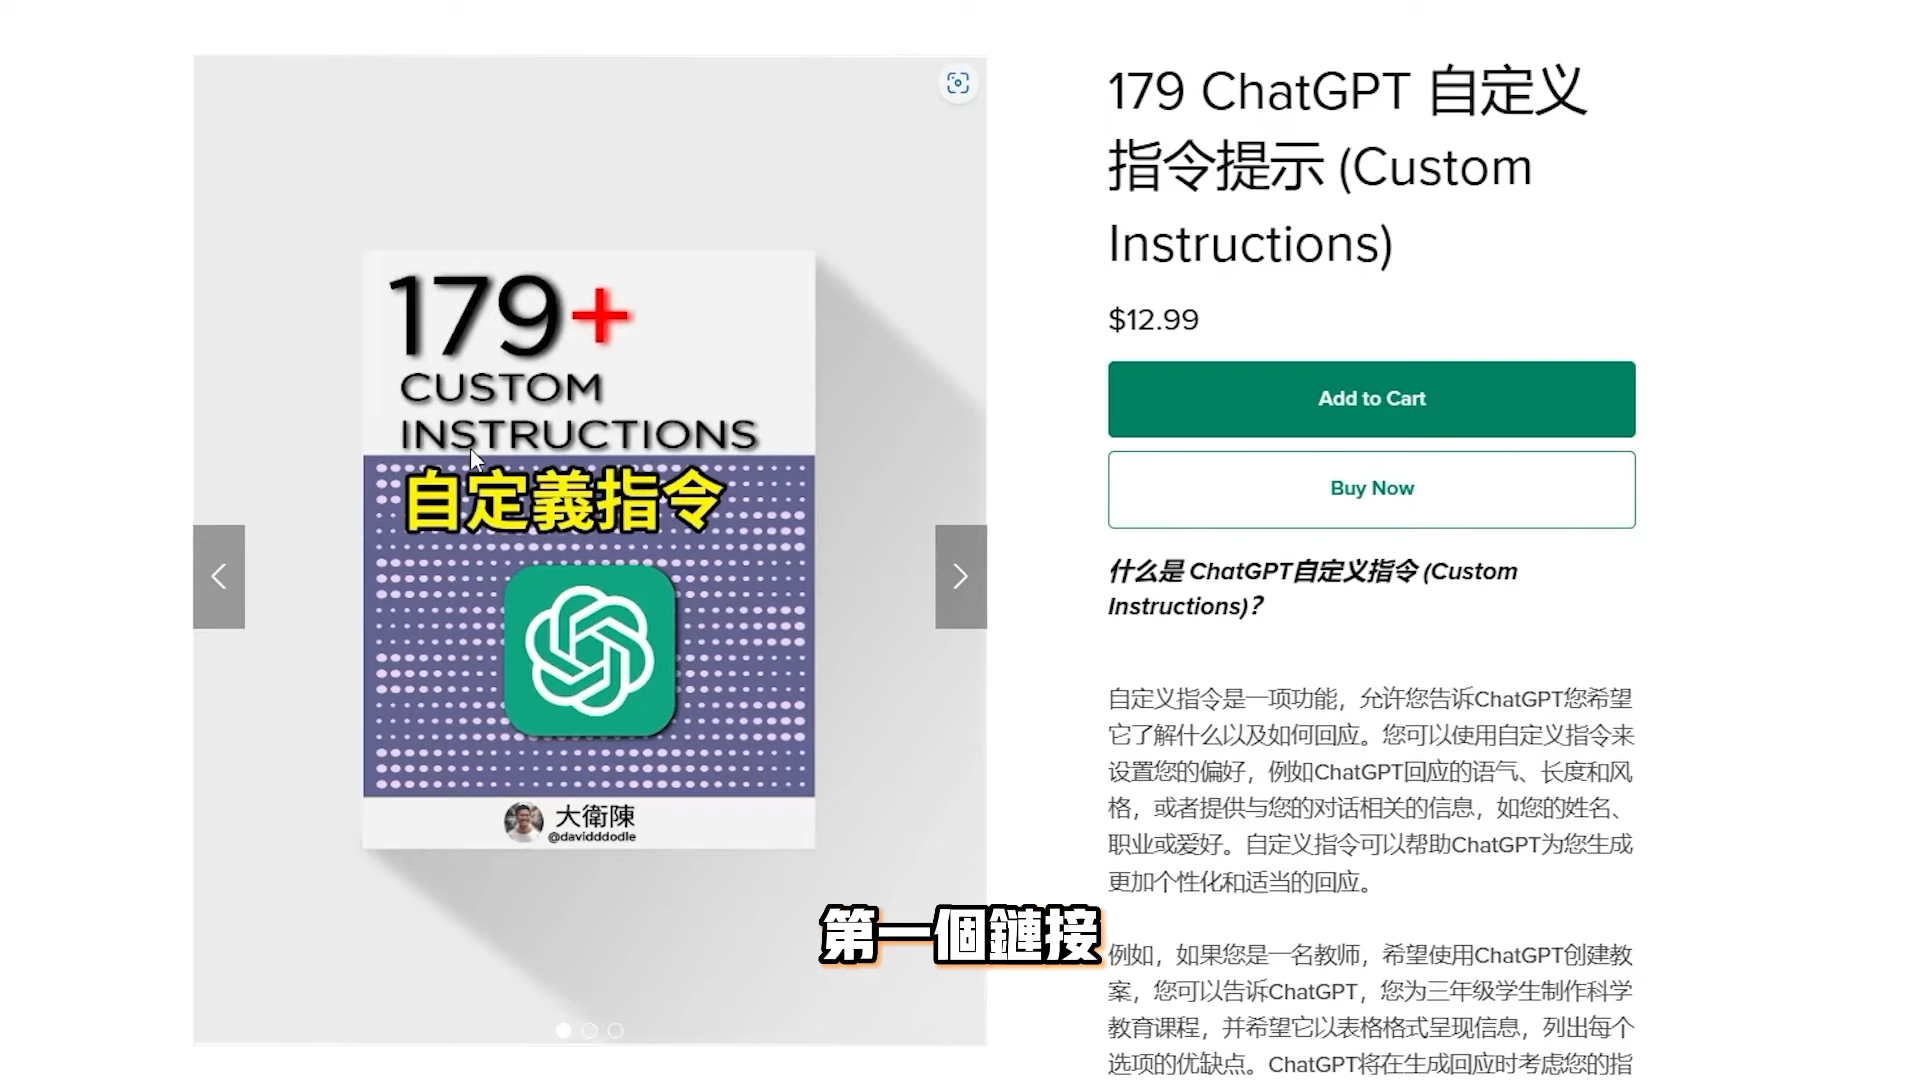 179+
CUSTOM
INSTRUCTIONS
自定義指令
大衛陳
@davidddodle
179 ChatGPT 自定义
指令提示 (Custom
Instructions)
$12.99
Add to Cart
Buy Now
什么是 ChatGPT自定义指令 (Custom
Instructions)？
自定义指令是一项功能，允许您告诉ChatGPT您希望
它了解什么以及如何回应。您可以使用自定义指令来
设置您的偏好，例如ChatGPT回应的语气、长度和风
格，或者提供与您的对话相关的信息，如您的姓名、
职业或爱好。自定义指令可以帮助ChatGPT为您生成
更加个性化和适当的回应。
例如，如果您是一名教师，希望使用ChatGPT创建教
案，您可以告诉ChatGPT，您为三年级学生制作科学
教育课程，并希望它以表格格式呈现信息，列出每个
选项的优缺点。ChatGPT将在生成回应时考虑您的指
第一個鏈接